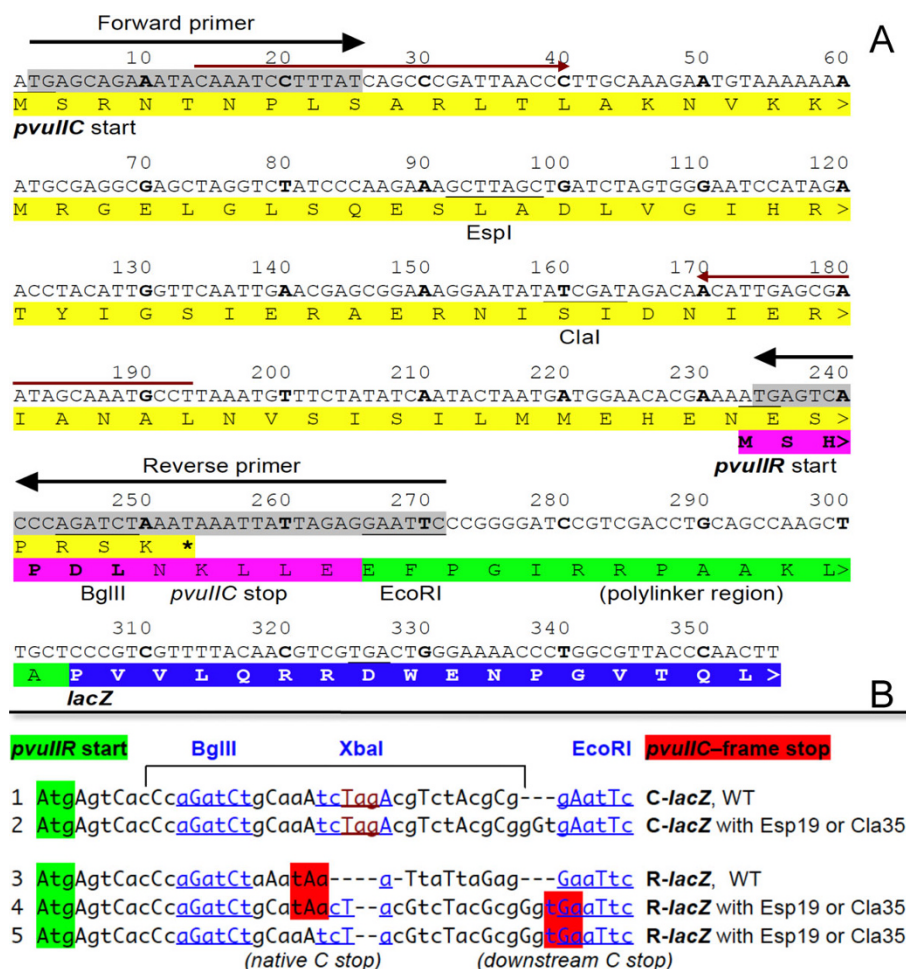 A
Forward primer
10 20 30 40 50 60
ATGAGCAGAAATACAAATCCTTTATCAGCCCGATTAACCCTTGCAAAGAATGTAAAAAAA
M S R N T N P L S A R L T L A K N V K K>
pvuIIC start
70 80 90 100 110 120
ATGCGAGGCGAGCTAGGTCTATCCCAAGAAAGCTTAGCTGATCTAGTGGGAATCCATAGA
M R G E L G L S Q E S L A D L V G I H R>
EspI
130 140 150 160 170 180
ACCTACATTGGTTCAATTGAACGAGCGGAAAGGAATATATCGATAGACAACATTGAGCGA
T Y I G S I E R A E R N I S I D N I E R>
ClaI
190 200 210 220 230 240
ATAGCAAATGCCTTAAATGTTTCTATATCAATACTAATGATGGAACACGAAAATGAGTCA
I A N A L N V S I S I L M M E H E N E S>
M S H>
Reverse primer pvuIIR start
250 260 270 280 290 300
CCCAGATCTAAATAAATTATTAGAGGAATTCCCGGGGATCCGTCGACCTGCAGCCAAGCT
P R S K *
P D L N K L L E E F P G I R R P A A K L>
BglII pvuIIC stop EcoRI (polylinker region)
310 320 330 340 350
TGCTCCCGTCGTTTTACAACGTCGTGACTGGGAAAACCCTGGCGTTACCCAACTT
A P V V L Q R R D W E N P G V T Q L >
lacZ
B
pvuIIR start BglII XbaI EcoRI pvuIIC–frame stop
1 AtgAgtCacCcCaGatCtgCaaAtcTagAcgTctAcgCg---gAatTc C-lacZ, WT
2 AtgAgtCacCcCaGatCtgCaaAtcTagAcgTctAcgCggGtgAatTc C-lacZ with Esp19 or Cla35
3 AtgAgtCacCcCaGatCtaAatAa----a-TtaTtaGag---GaaTtc R-lacZ, WT
4 AtgAgtCacCcCaGatCtgCatAacT--acGtcTacGcgGgtGaaTtc R-lacZ with Esp19 or Cla35
5 AtgAgtCacCcCaGatCtgCaaAtcT--acGtcTacGcgGgtGaaTtc R-lacZ with Esp19 or Cla35
(native C stop) (downstream C stop)